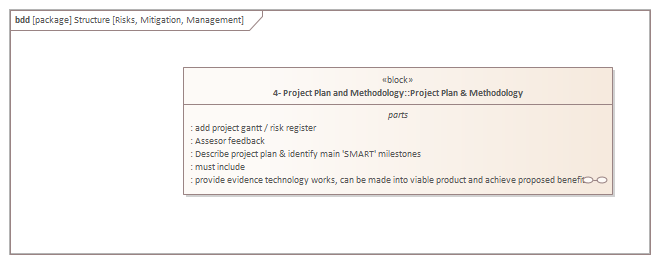 bdd [package] Structure [Risks, Mitigation, Management]
«block»
4- Project Plan and Methodology::Project Plan & Methodology
parts
: add project gantt / risk register
: Assesor feedback
: Describe project plan & identify main 'SMART' milestones
: must include
: provide evidence technology works, can be made into viable product and achieve proposed benefit